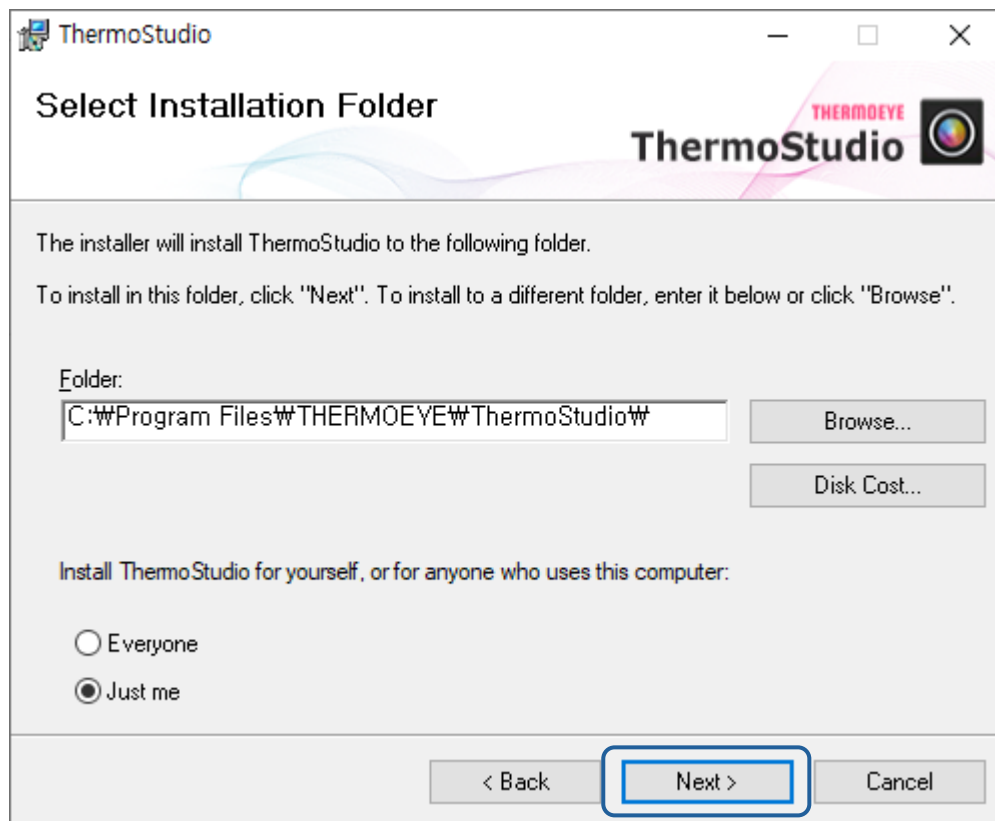 ThermoStudio
Select Installation Folder
THERMOEYE
ThermoStudio
The installer will install ThermoStudio to the following folder.
To install in this folder, click "Next". To install to a different folder, enter it below or click "Browse".
Folder:
C:₩Program Files₩THERMOEYE₩ThermoStudio₩
Browse...
Disk Cost...
Install ThermoStudio for yourself, or for anyone who uses this computer:
Everyone
Just me
< Back
Next >
Cancel